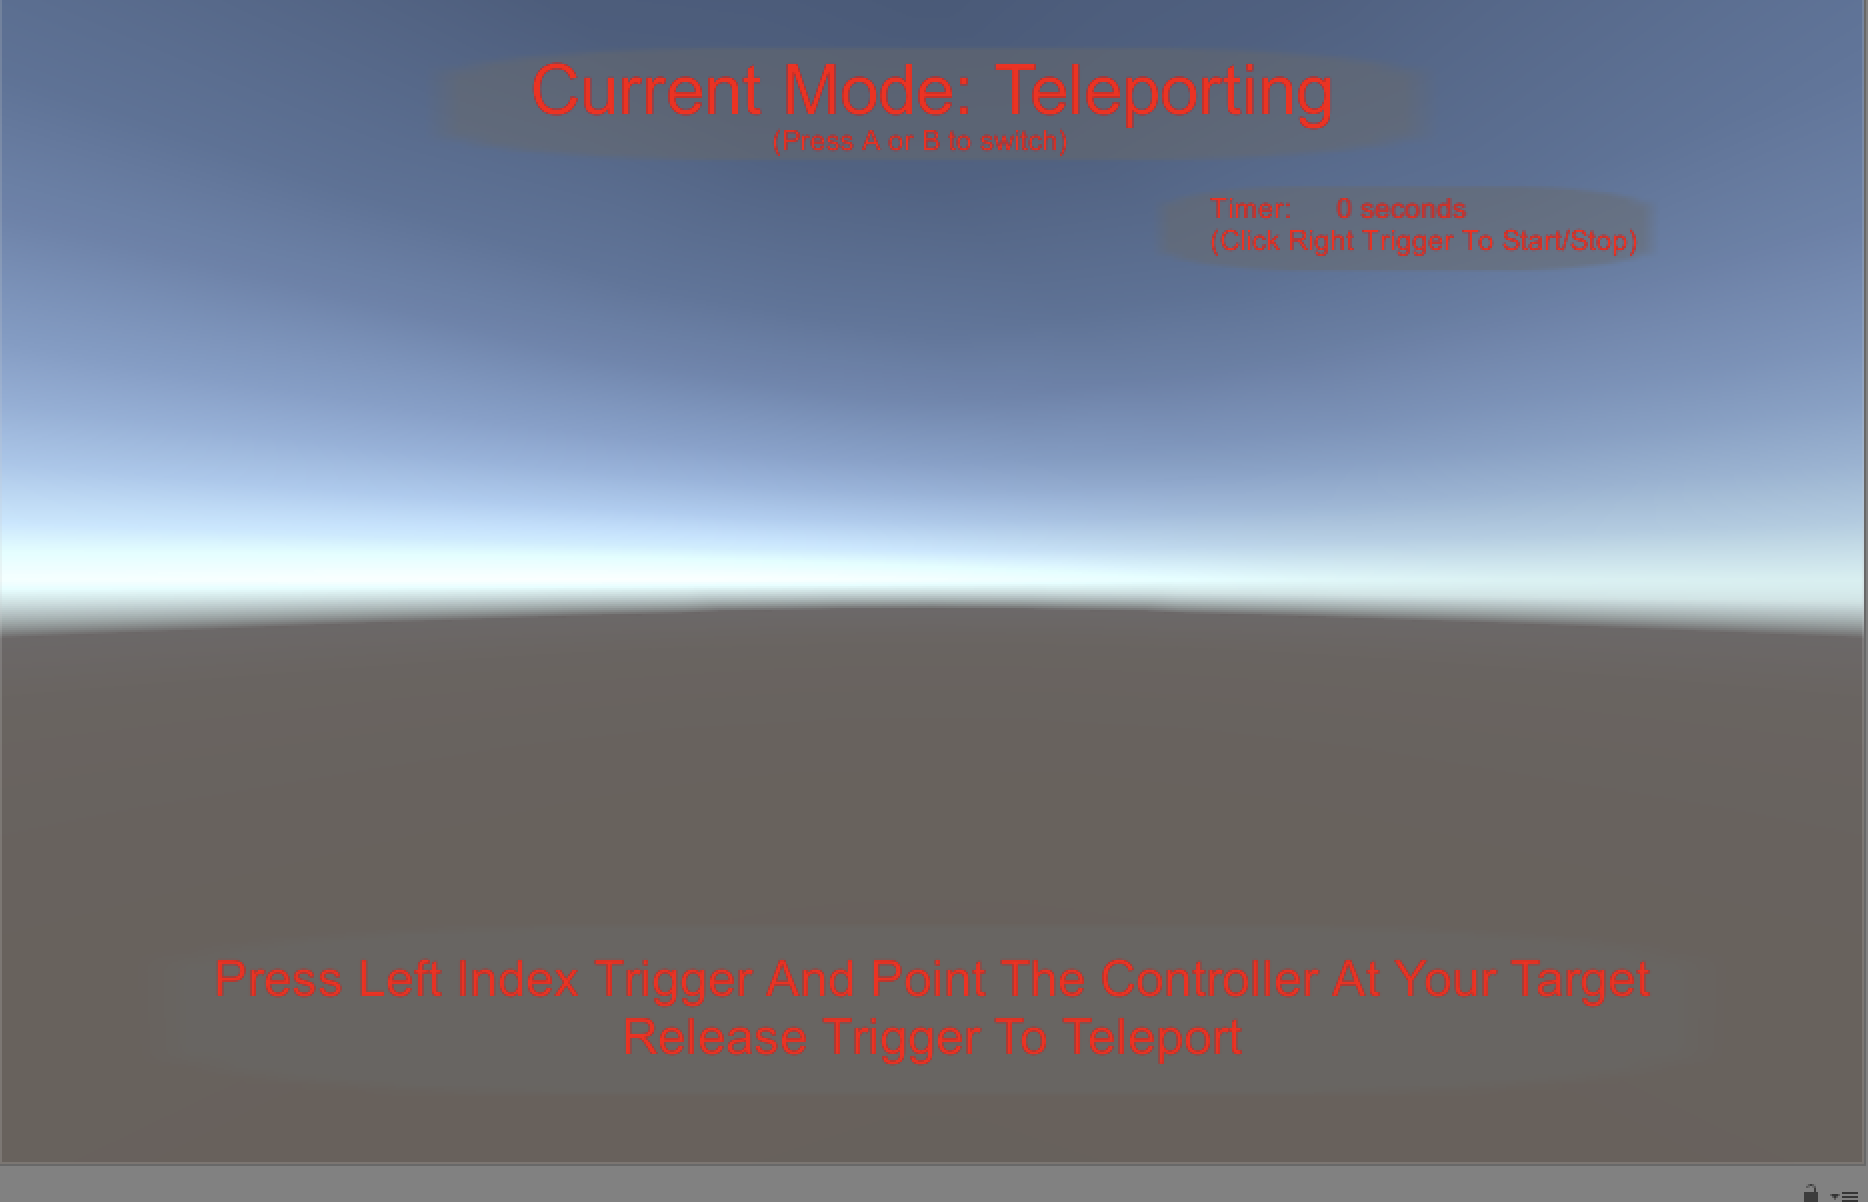 Current Mode: Teleporting
(Press A or B to switch)
Timer: 0 seconds
(Click Right Trigger To Start/Stop)
Press Left Index Trigger And Point The Controller At Your Target
Release Trigger To Teleport